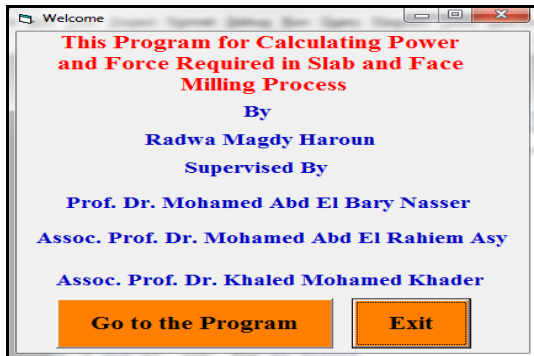 Welcome
This Program for Calculating Power
and Force Required in Slab and Face
Milling Process
By
Radwa Magdy Haroun
Supervised By
Prof. Dr. Mohamed Abd El Bary Nasser
Assoc. Prof. Dr. Mohamed Abd El Rahiem Asy
Assoc. Prof. Dr. Khaled Mohamed Khader
Go to the Program
Exit